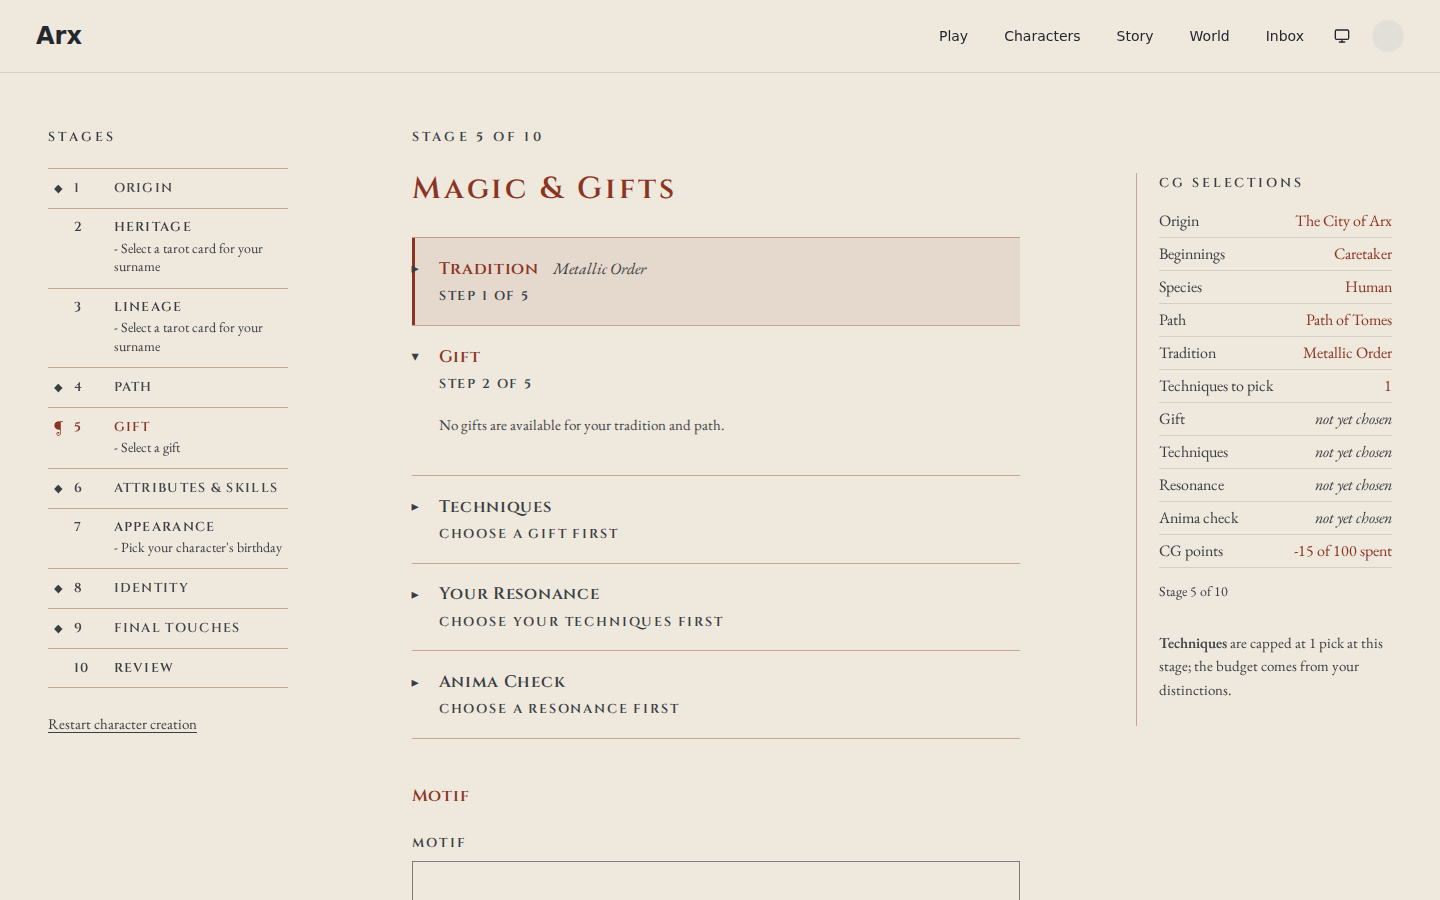 Arx
Play Characters Story World Inbox
STAGES
◆ 1 ORIGIN
2 HERITAGE
- Select a tarot card for your
surname
3 LINEAGE
- Select a tarot card for your
surname
◆ 4 PATH
¶ 5 GIFT
- Select a gift
◆ 6 ATTRIBUTES & SKILLS
7 APPEARANCE
- Pick your character's birthday
◆ 8 IDENTITY
◆ 9 FINAL TOUCHES
10 REVIEW
Restart character creation
STAGE 5 OF 10
Magic & Gifts
▸ Tradition Metallic Order
STEP 1 OF 5
▾ Gift
STEP 2 OF 5
No gifts are available for your tradition and path.
▸ Techniques
CHOOSE A GIFT FIRST
▸ Your Resonance
CHOOSE YOUR TECHNIQUES FIRST
▸ Anima Check
CHOOSE A RESONANCE FIRST
Motif
MOTIF
CG SELECTIONS
Origin The City of Arx
Beginnings Caretaker
Species Human
Path Path of Tomes
Tradition Metallic Order
Techniques to pick 1
Gift not yet chosen
Techniques not yet chosen
Resonance not yet chosen
Anima check not yet chosen
CG points -15 of 100 spent
Stage 5 of 10
Techniques are capped at 1 pick at this
stage; the budget comes from your
distinctions.